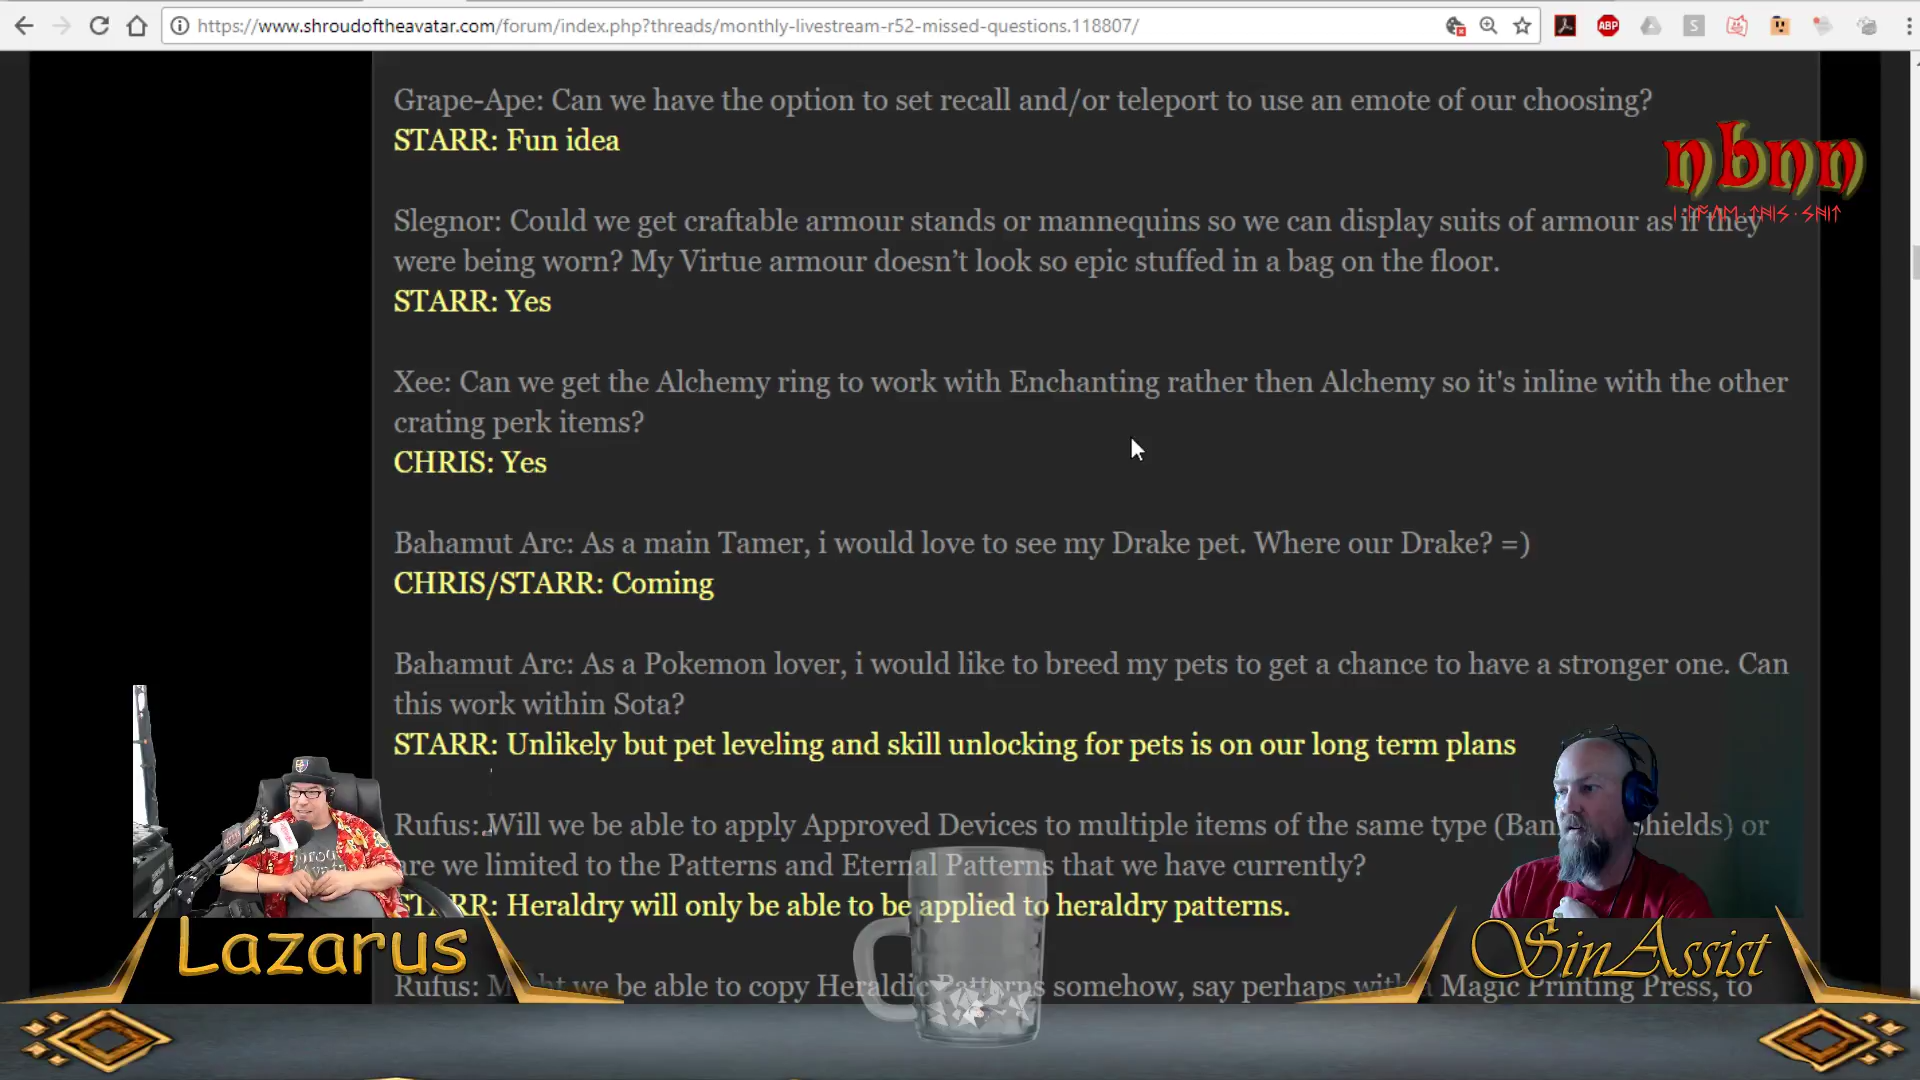 https://www.shroudoftheavatar.com/forum/index.php?threads/monthly-livestream-r52-missed-questions.118807/
ABP
S
Grape-Ape: Can we have the option to set recall and/or teleport to use an emote of our choosing?
STARR: Fun idea
nbnn
Slegnor: Could we get craftable armour stands or mannequins so we can display suits of armour as if they
were being worn? My Virtue armour doesn’t look so epic stuffed in a bag on the floor.
STARR: Yes
Xee: Can we get the Alchemy ring to work with Enchanting rather then Alchemy so it's inline with the other
crating perk items?
CHRIS: Yes
Bahamut Arc: As a main Tamer, i would love to see my Drake pet. Where our Drake? =)
CHRIS/STARR: Coming
Bahamut Arc: As a Pokemon lover, i would like to breed my pets to get a chance to have a stronger one. Can
this work within Sota?
STARR: Unlikely but pet leveling and skill unlocking for pets is on our long term plans
Rufus: Will we be able to apply Approved Devices to multiple items of the same type (Ban shields) or
are we limited to the Patterns and Eternal Patterns that we have currently?
STARR: Heraldry will only be able to be applied to heraldry patterns.
Rufus: Might we be able to copy Heraldic Patterns somehow, say perhaps with a Magic Printing Press, to
Lazarus
SinAssist